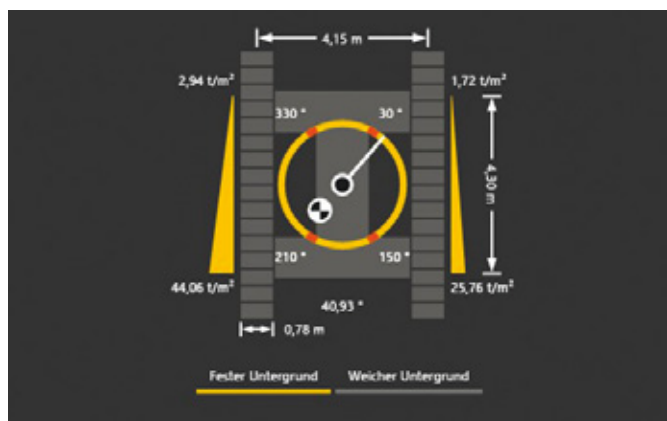 4,15 m
2,94 t/m²
1,72 t/m²
330 °
30 °
4,30 m
210 °
150 °
44,06 t/m²
25,76 t/m²
40,93 °
0,78 m
Fester Untergrund
Weicher Untergrund